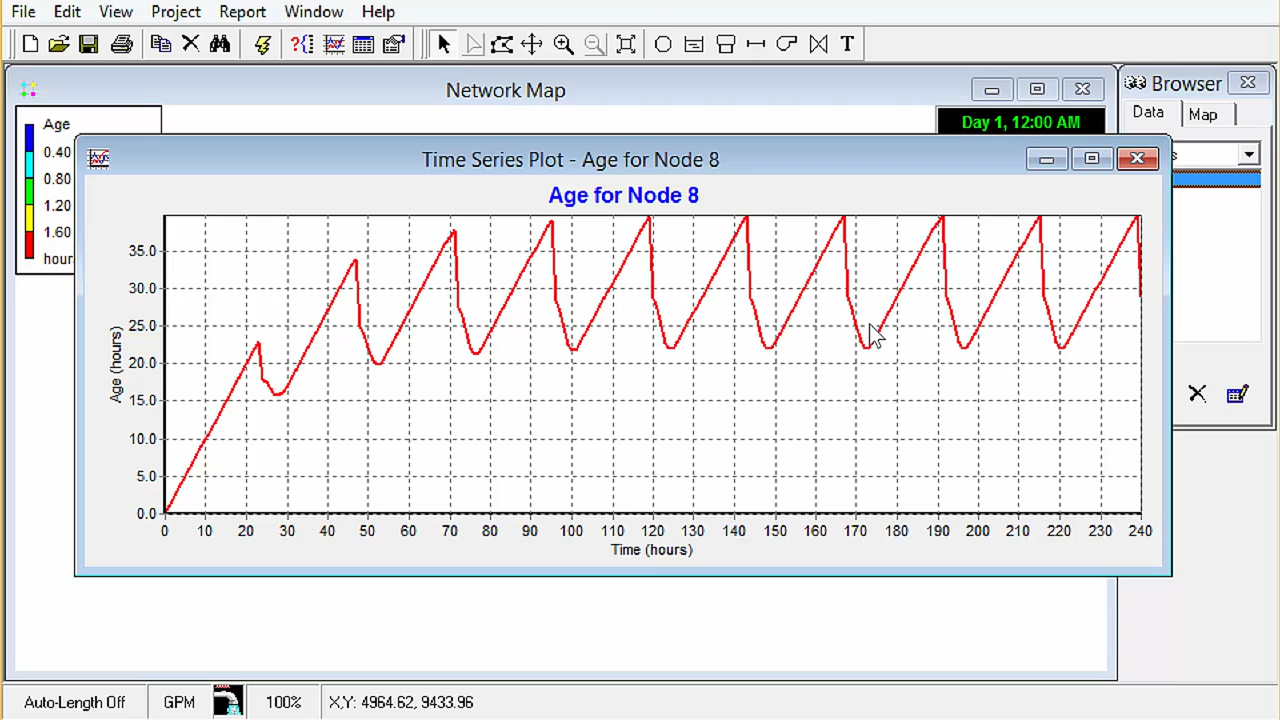 File Edit View Project Report Window Help
T
Network Map
Browser
Data Map
Age
0.40
0.80
1.20
1.60
hour
Day 1, 12:00 AM
s
Time Series Plot - Age for Node 8
Age for Node 8
35.0
30.0
25.0
20.0
15.0
10.0
5.0
0.0
Age (hours)
0 10 20 30 40 50 60 70 80 90 100 110 120 130 140 150 160 170 180 190 200 210 220 230 240
Time (hours)
Auto-Length Off GPM 100% X,Y: 4964.62, 9433.96